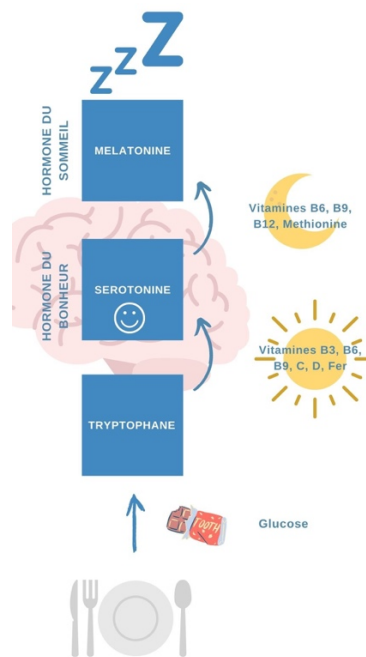 Z Z Z
HORMONE DU
SOMMEIL
MELATONINE
Vitamines B6, B9,
B12, Methionine
HORMONE DU
BONHEUR
SEROTONINE
Vitamines B3, B6,
B9, C, D, Fer
TRYPTOPHANE
TOOTH
Glucose